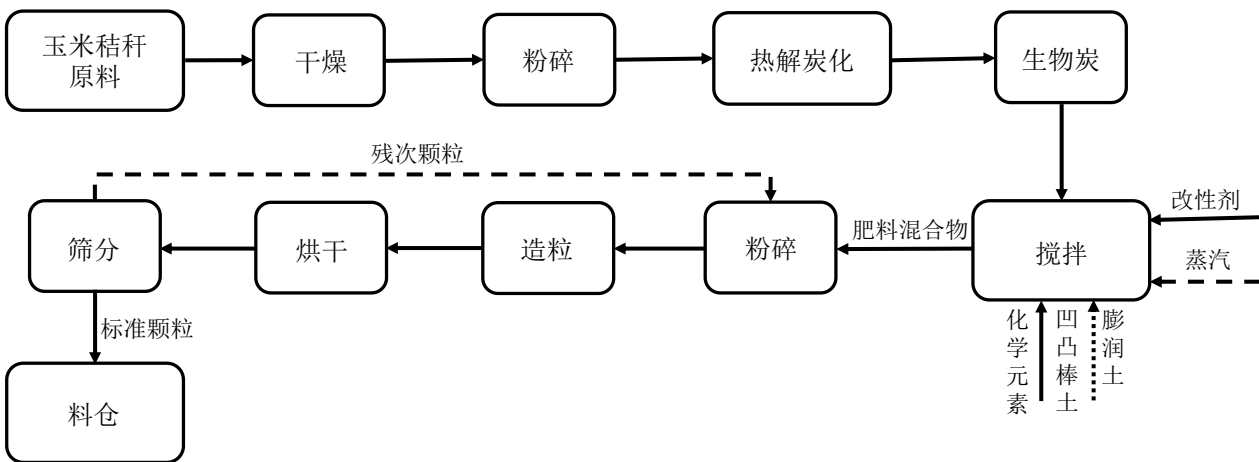 玉米秸秆
原料
干燥
粉碎
热解炭化
生物炭
残次颗粒
筛分
烘干
造粒
粉碎
肥料混合物
搅拌
改性剂
蒸汽
标准颗粒
化学元素
凹凸棒土
膨润土
料仓